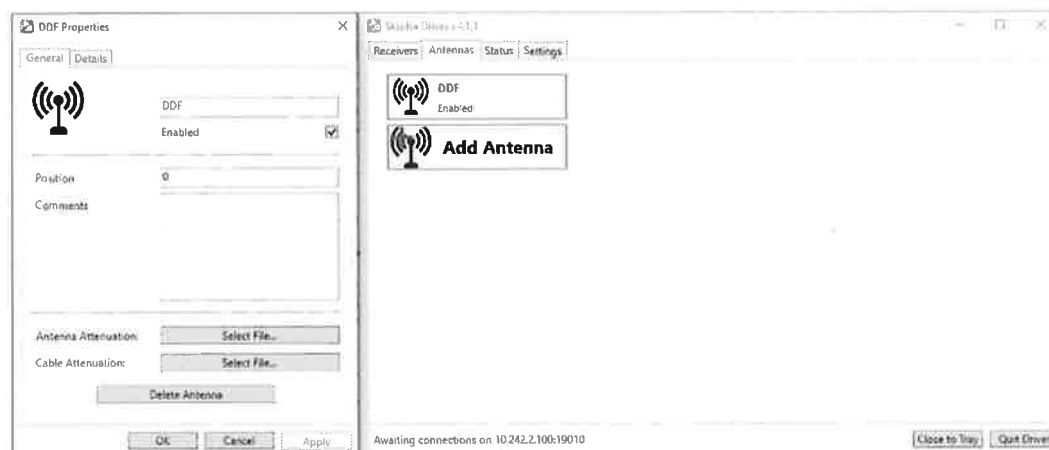 DDF Properties
General Details
DDF
Enabled
Position 0
Comments
Antenna Attenuation: Select File...
Cable Attenuation: Select File...
Delete Antenna
OK Cancel Apply
Receivers Antennas Status Settings
DDF
Enabled
Add Antenna
Awaiting connections on 10.242.2.100:19010
Close to Tray Quit Driver